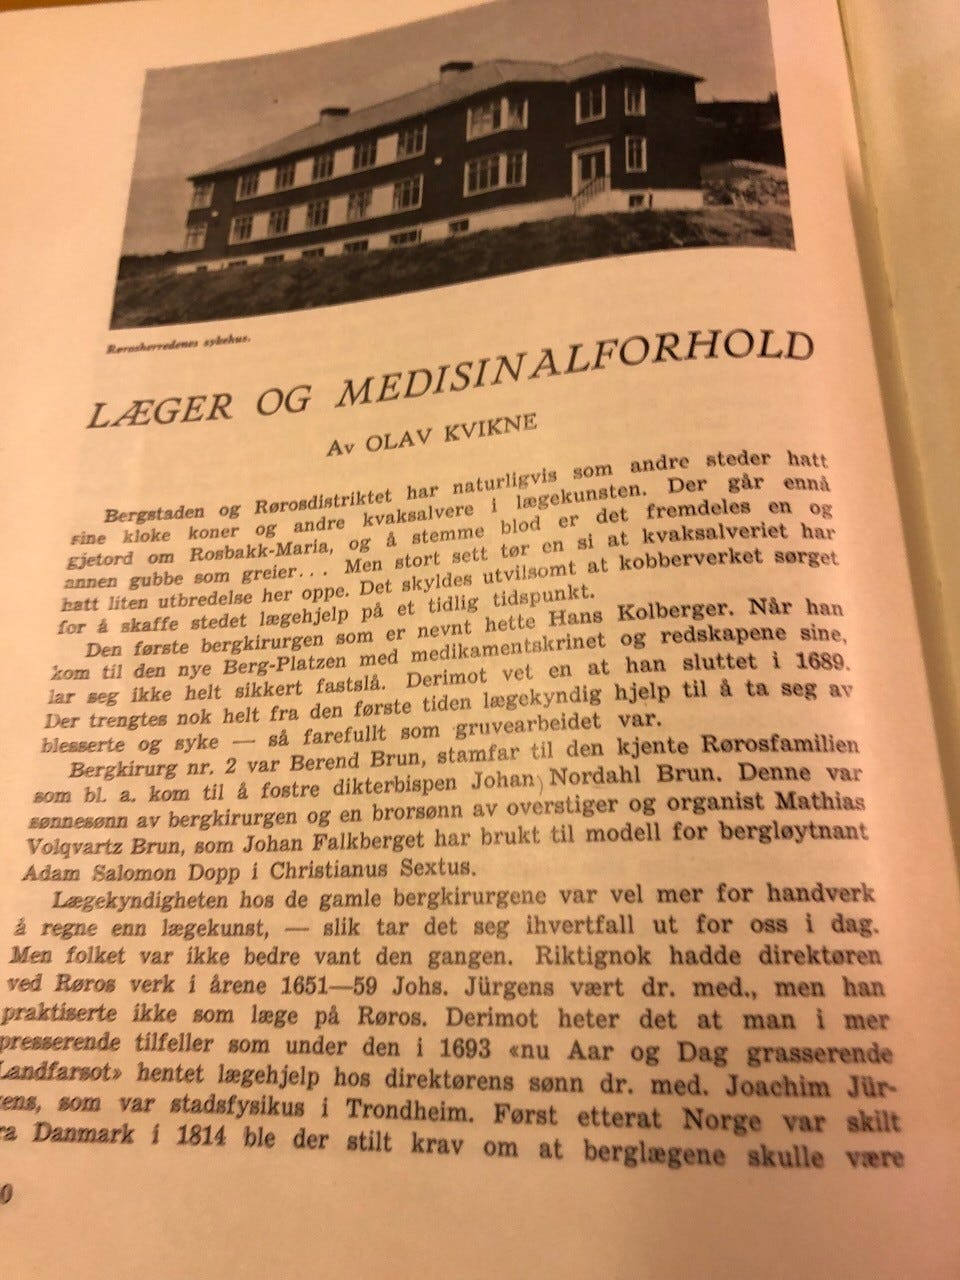 Rørosherredenes sykehus.
LÆGER OG MEDISINALFORHOLD
Av OLAV KVIKNE
Bergstaden og Rørosdistriktet har naturligvis som andre steder hatt
sine kloke koner og andre kvaksalvere i lægekunsten. Der går ennå
gjetord om Rosbakk-Maria, og å stemme blod er det fremdeles en og
annen gubbe som greier... Men stort sett tør en si at kvaksalveriet har
hatt liten utbredelse her oppe. Det skyldes utvilsomt at kobberverket sørget
for å skaffe stedet lægehjelp på et tidlig tidspunkt.
Den første bergkirurgen som er nevnt hette Hans Kolberger. Når han
kom til den nye Berg-Platzen med medikamentskrinet og redskapene sine,
lar seg ikke helt sikkert fastslå. Derimot vet en at han sluttet i 1689.
Der trengtes nok helt fra den første tiden lægekyndig hjelp til å ta seg av
blesserte og syke — så farefullt som gruvearbeidet var.
Bergkirurg nr. 2 var Berend Brun, stamfar til den kjente Rørosfamilien
som bl. a. kom til å fostre dikterbispen Johan Nordahl Brun. Denne var
sønnesønn av bergkirurgen og en brorsønn av overstiger og organist Mathias
Volqvartz Brun, som Johan Falkberget har brukt til modell for bergløytnant
Adam Salomon Dopp i Christianus Sextus.
Lægekyndigheten hos de gamle bergkirurgene var vel mer for handverk
å regne enn lægekunst, — slik tar det seg ihvertfall ut for oss i dag.
Men folket var ikke bedre vant den gangen. Riktignok hadde direktøren
ved Røros verk i årene 1651—59 Johs. Jürgens vært dr. med., men han
praktiserte ikke som læge på Røros. Derimot heter det at man i mer
presserende tilfeller som under den i 1693 «nu Aar og Dag grasserende
Landfarsot» hentet lægehjelp hos direktørens sønn dr. med. Joachim Jür-
ens, som var stadsfysikus i Trondheim. Først etterat Norge var skilt
ra Danmark i 1814 ble der stilt krav om at berglægene skulle være
0